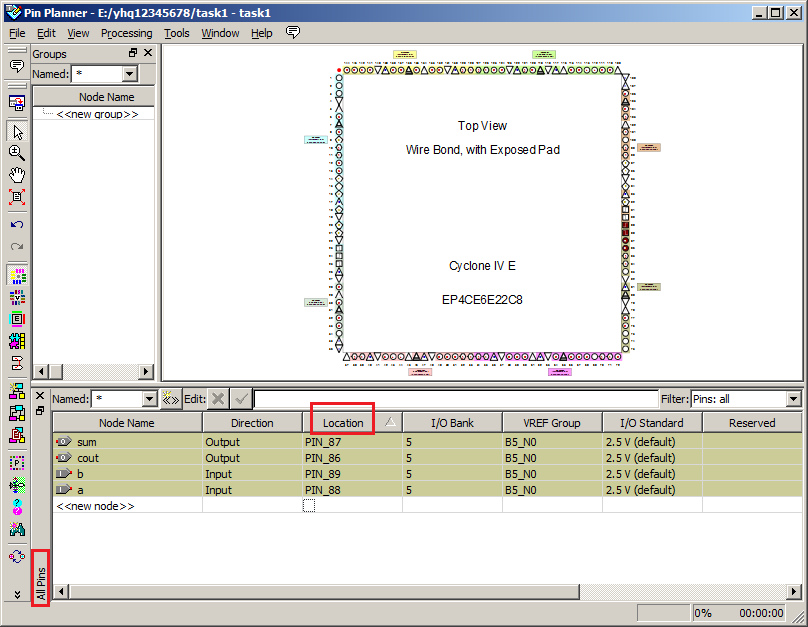 Pin Planner - E:/yhq12345678/task1 - task1
File Edit View Processing Tools Window Help
Groups
Named: *
Node Name
<<new group>>
Top View
Wire Bond, with Exposed Pad
Cyclone IV E
EP4CE6E22C8
Named: * Edit: Filter: Pins: all
Node Name Direction Location I/O Bank VREF Group I/O Standard Reserved
sum Output PIN_87 5 B5_N0 2.5 V (default)
cout Output PIN_86 5 B5_N0 2.5 V (default)
b Input PIN_89 5 B5_N0 2.5 V (default)
a Input PIN_88 5 B5_N0 2.5 V (default)
<<new node>>
All Pins
0% 00:00:00